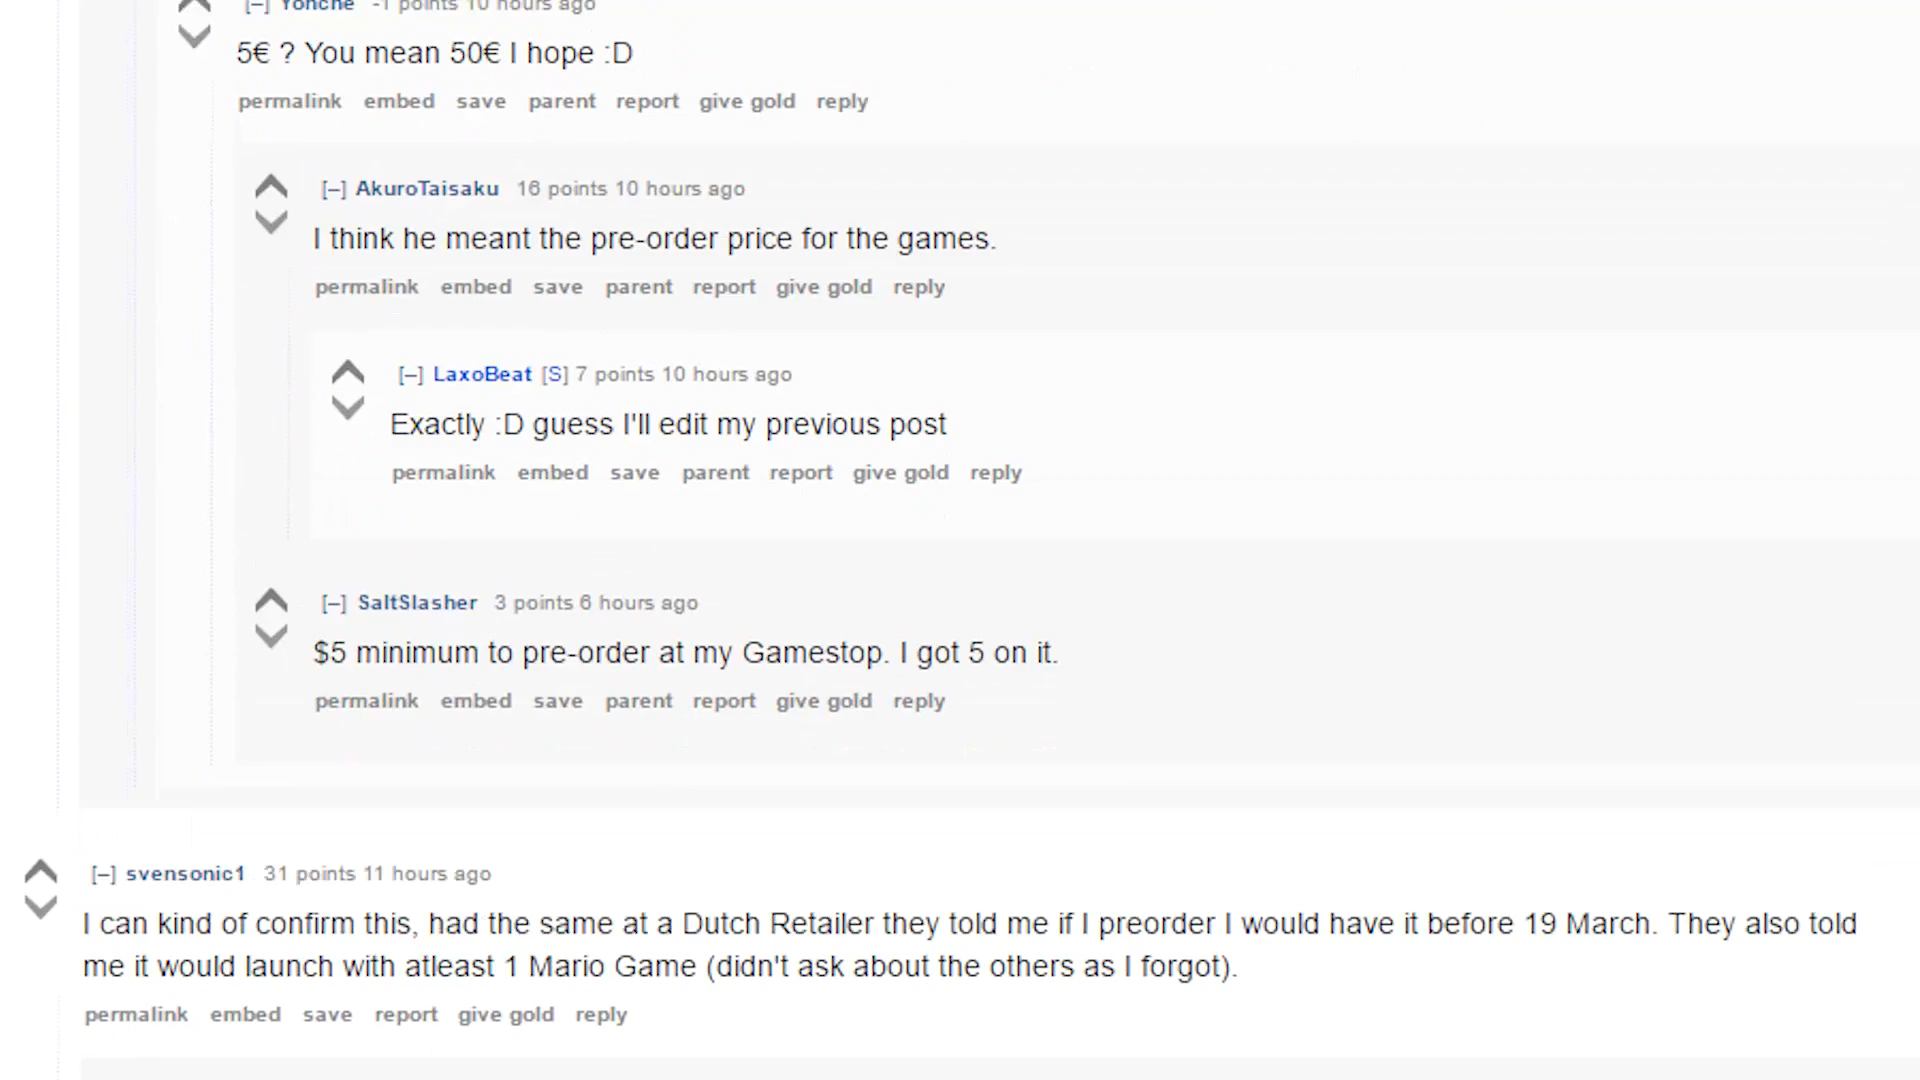 [–] Yonche -1 points 10 hours ago
5€ ? You mean 50€ I hope :D
permalink embed save parent report give gold reply
[–] AkuroTaisaku 16 points 10 hours ago
I think he meant the pre-order price for the games.
permalink embed save parent report give gold reply
[–] LaxoBeat [S] 7 points 10 hours ago
Exactly :D guess I'll edit my previous post
permalink embed save parent report give gold reply
[–] SaltSlasher 3 points 6 hours ago
$5 minimum to pre-order at my Gamestop. I got 5 on it.
permalink embed save parent report give gold reply
[–] svensonic1 31 points 11 hours ago
I can kind of confirm this, had the same at a Dutch Retailer they told me if I preorder I would have it before 19 March. They also told
me it would launch with atleast 1 Mario Game (didn't ask about the others as I forgot).
permalink embed save report give gold reply